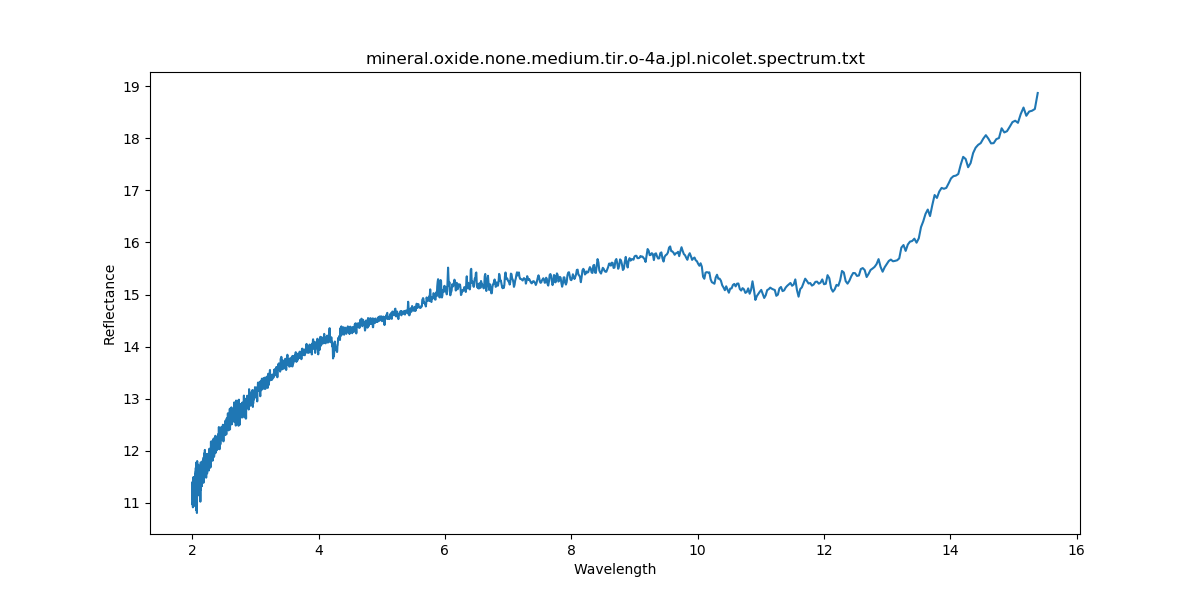 mineral.oxide.none.medium.tir.o-4a.jpl.nicolet.spectrum.txt
19
18
17
16
15
14
13
12
11
Reflectance
2 4 6 8 10 12 14 16
Wavelength